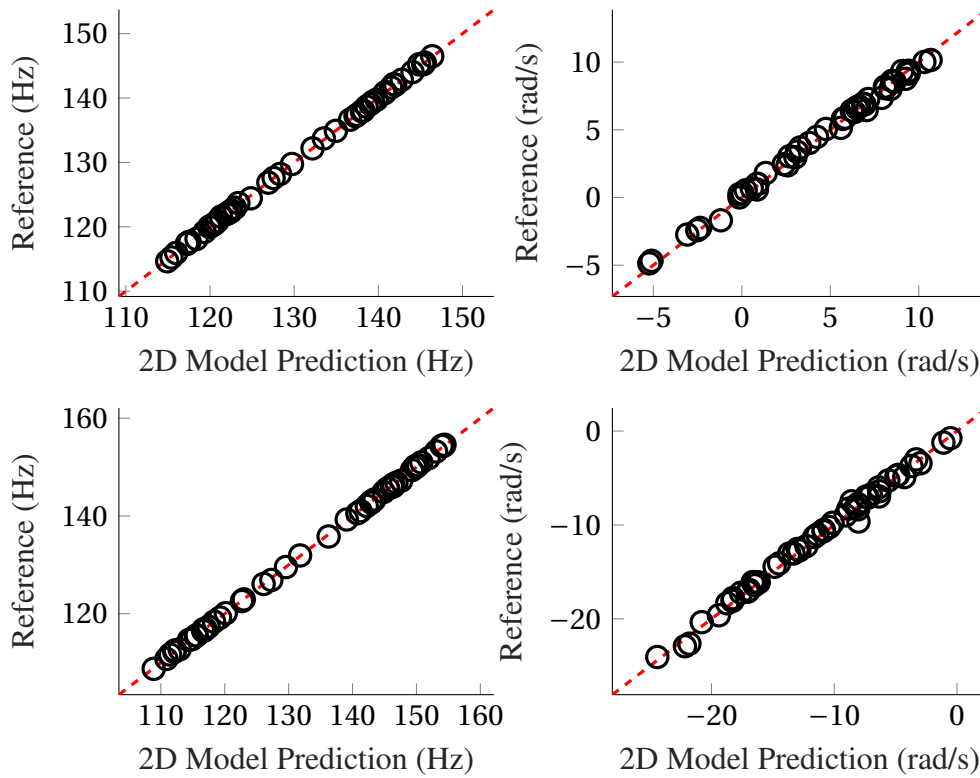 150
140
130
120
110
Reference (Hz)
110 120 130 140 150
2D Model Prediction (Hz)
10
5
0
−5
Reference (rad/s)
−5 0 5 10
2D Model Prediction (rad/s)
160
140
120
Reference (Hz)
110 120 130 140 150 160
2D Model Prediction (Hz)
0
−10
−20
Reference (rad/s)
−20 −10 0
2D Model Prediction (rad/s)